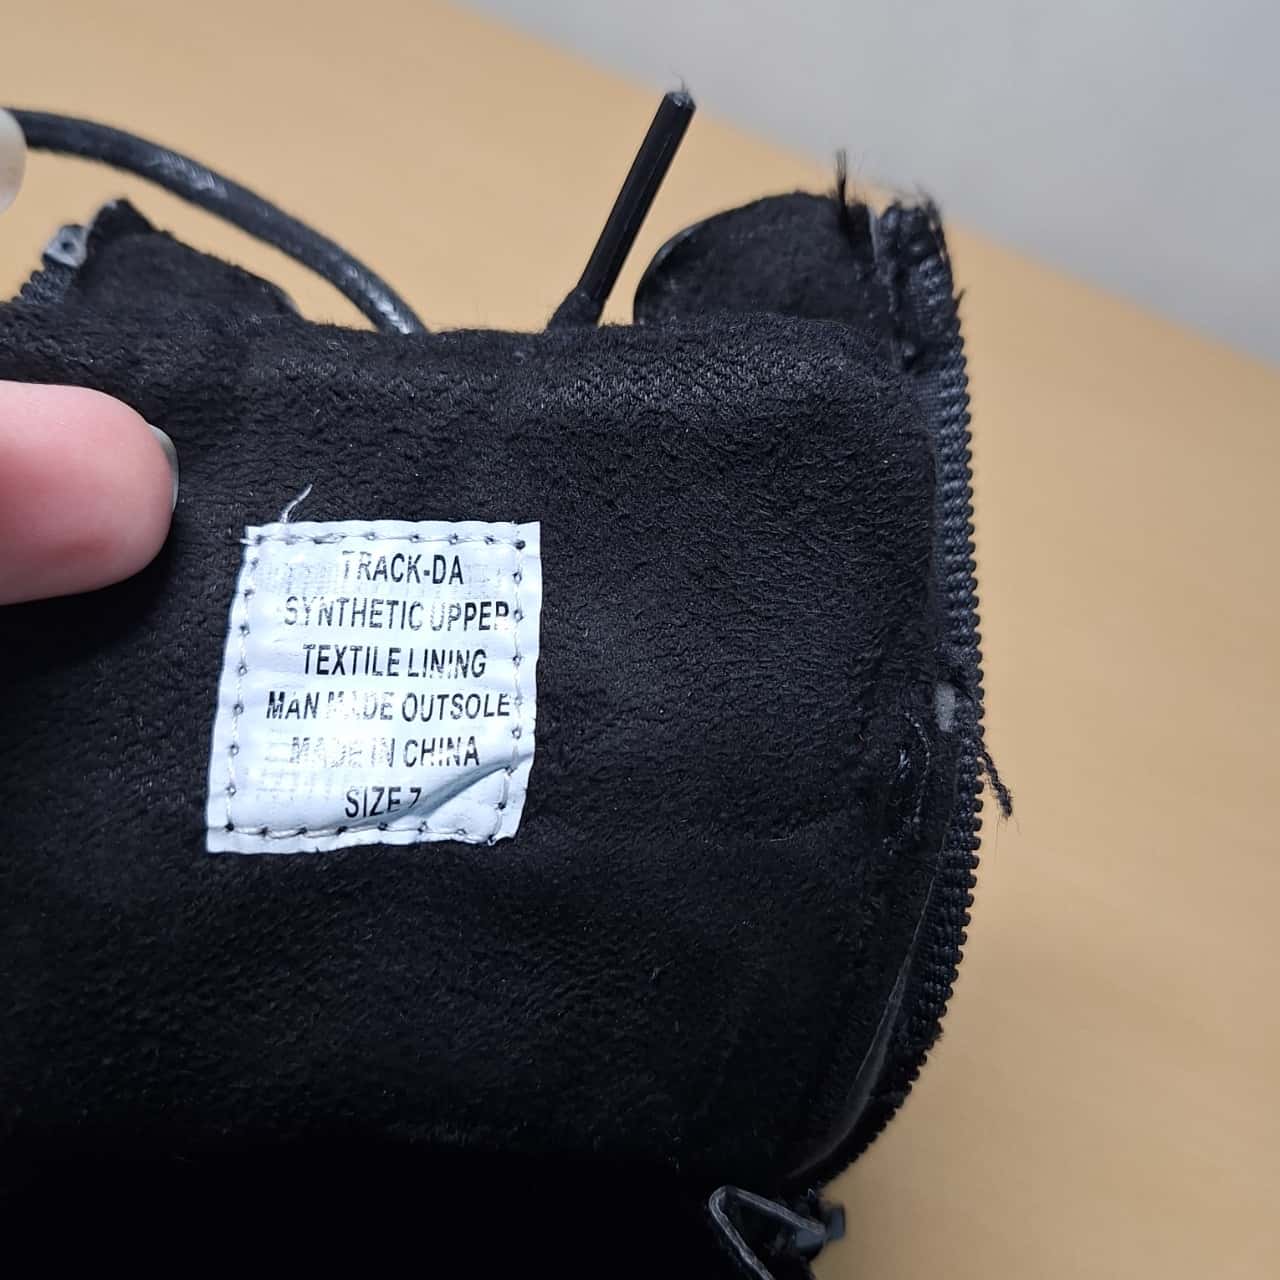 TRACK-DA
SYNTHETIC UPPER
TEXTILE LINING
MAN MADE OUTSOLE
MADE IN CHINA
SIZE 7